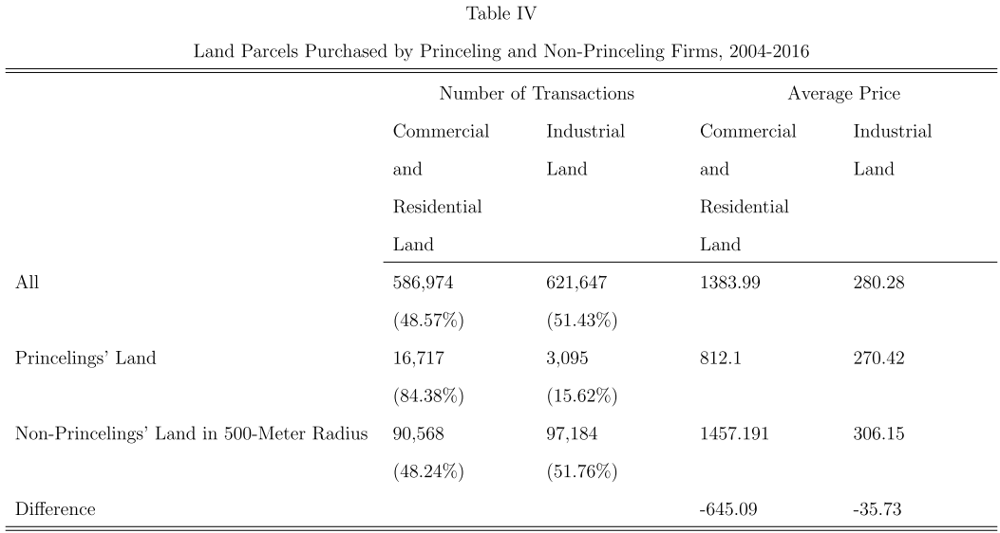 Table IV
Land Parcels Purchased by Princeling and Non-Princeling Firms, 2004-2016
Number of Transactions Average Price
Commercial Industrial Commercial Industrial
and Land and Land
Residential Residential
Land Land
All 586,974 621,647 1383.99 280.28
(48.57%) (51.43%)
Princelings' Land 16,717 3,095 812.1 270.42
(84.38%) (15.62%)
Non-Princelings' Land in 500-Meter Radius 90,568 97,184 1457.191 306.15
(48.24%) (51.76%)
Difference -645.09 -35.73